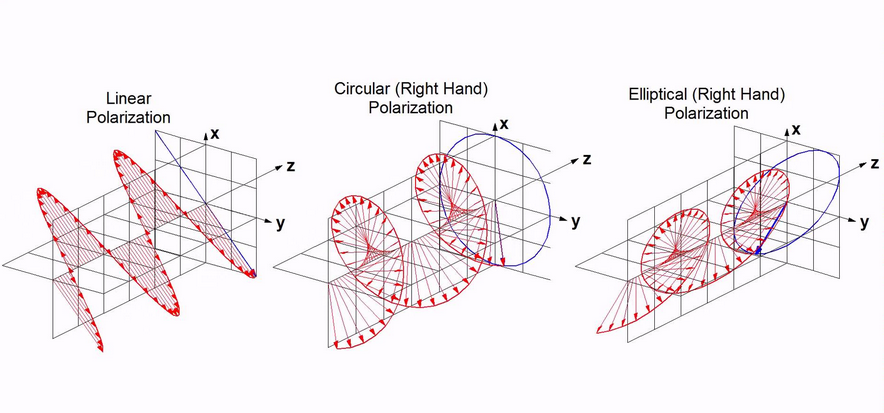 Linear
Polarization
x
z
y
Circular (Right Hand)
Polarization
x
z
y
Elliptical (Right Hand)
Polarization
x
z
y